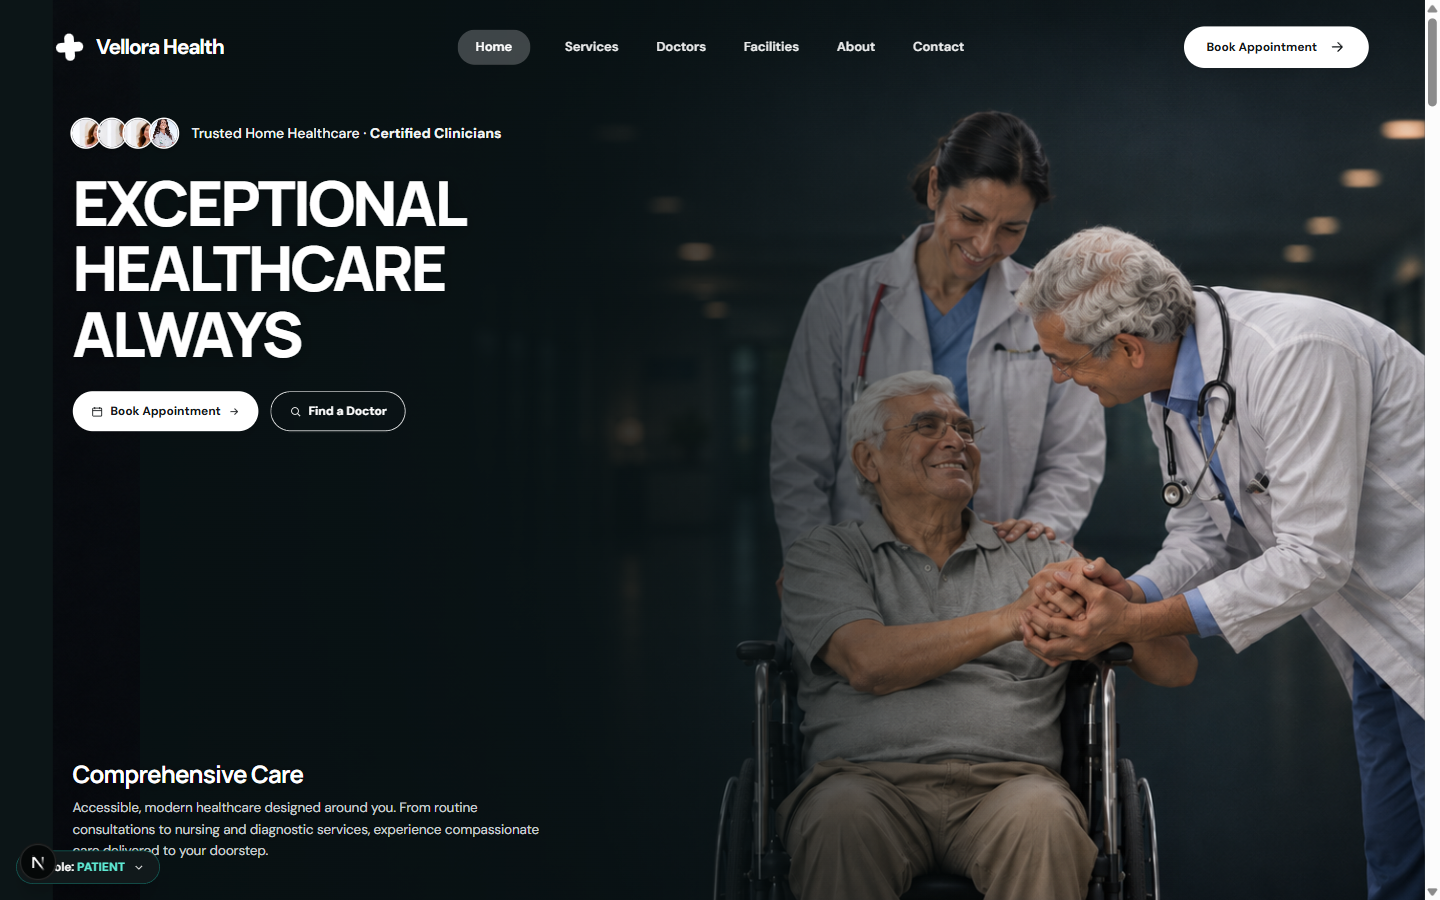 Vellora Health
Home
Services
Doctors
Facilities
About
Contact
Book Appointment
Trusted Home Healthcare · Certified Clinicians
EXCEPTIONAL
HEALTHCARE
ALWAYS
Book Appointment
Find a Doctor
Comprehensive Care
Accessible, modern healthcare designed around you. From routine
consultations to nursing and diagnostic services, experience compassionate
care delivered to your doorstep.
N
PATIENT